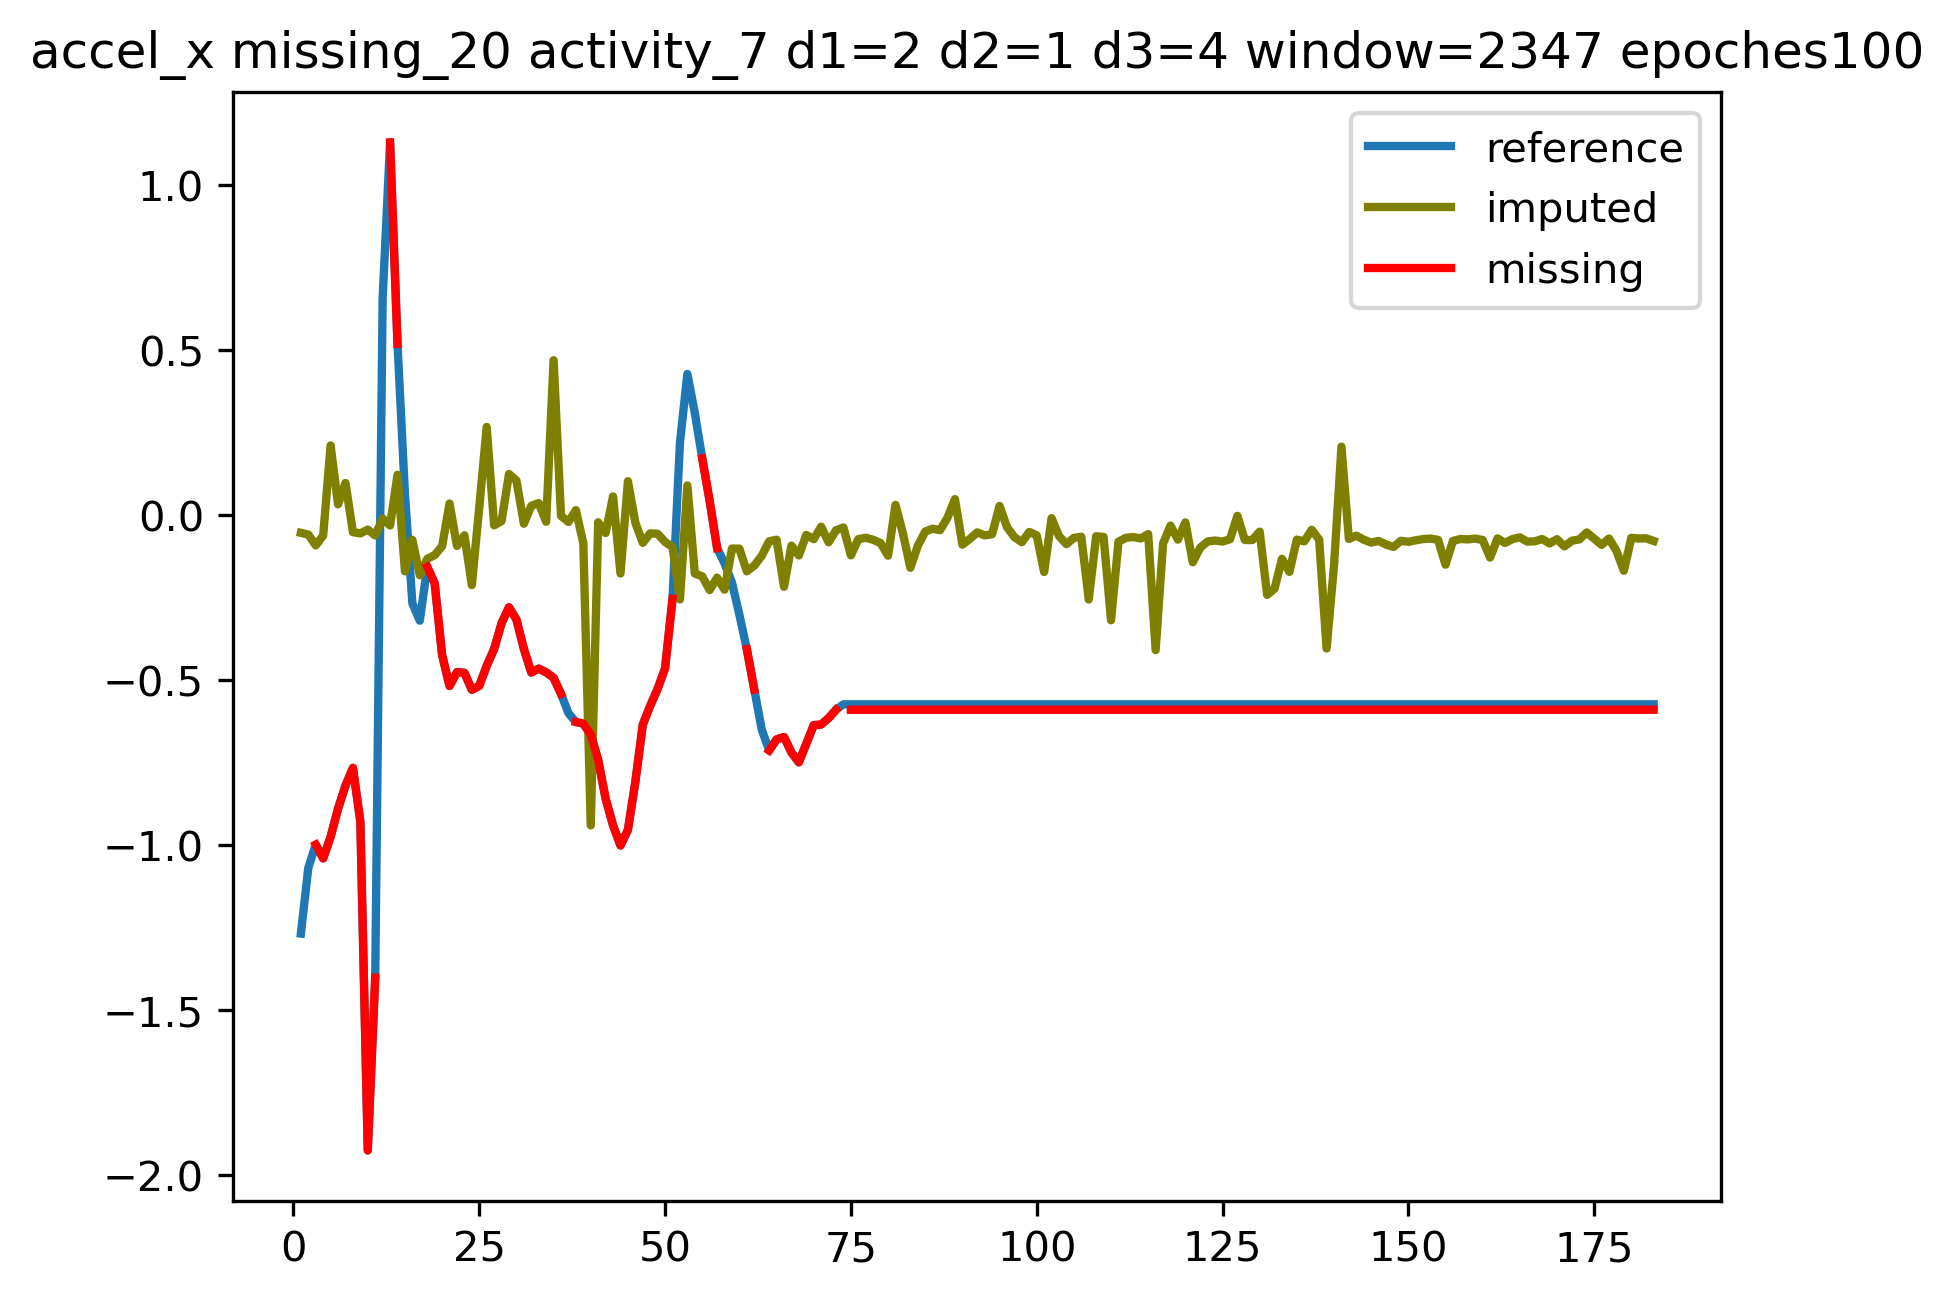 accel_x missing_20 activity_7 d1=2 d2=1 d3=4 window=2347 epoches100
reference
imputed
missing
1.0
0.5
0.0
−0.5
−1.0
−1.5
−2.0
0 25 50 75 100 125 150 175